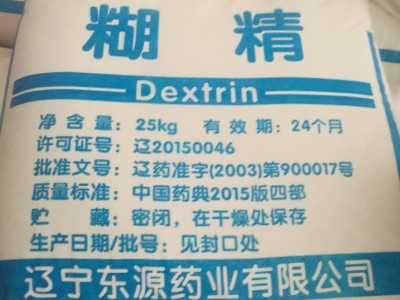 糊精
Dextrin
净含量：25kg 有效期：24个月
许可证号：辽20150046
批准文号：辽药准字(2003)第900017号
质量标准：中国药典2015版四部
贮藏：密闭，在干燥处保存
生产日期/批号：见封口处
辽宁东源药业有限公司